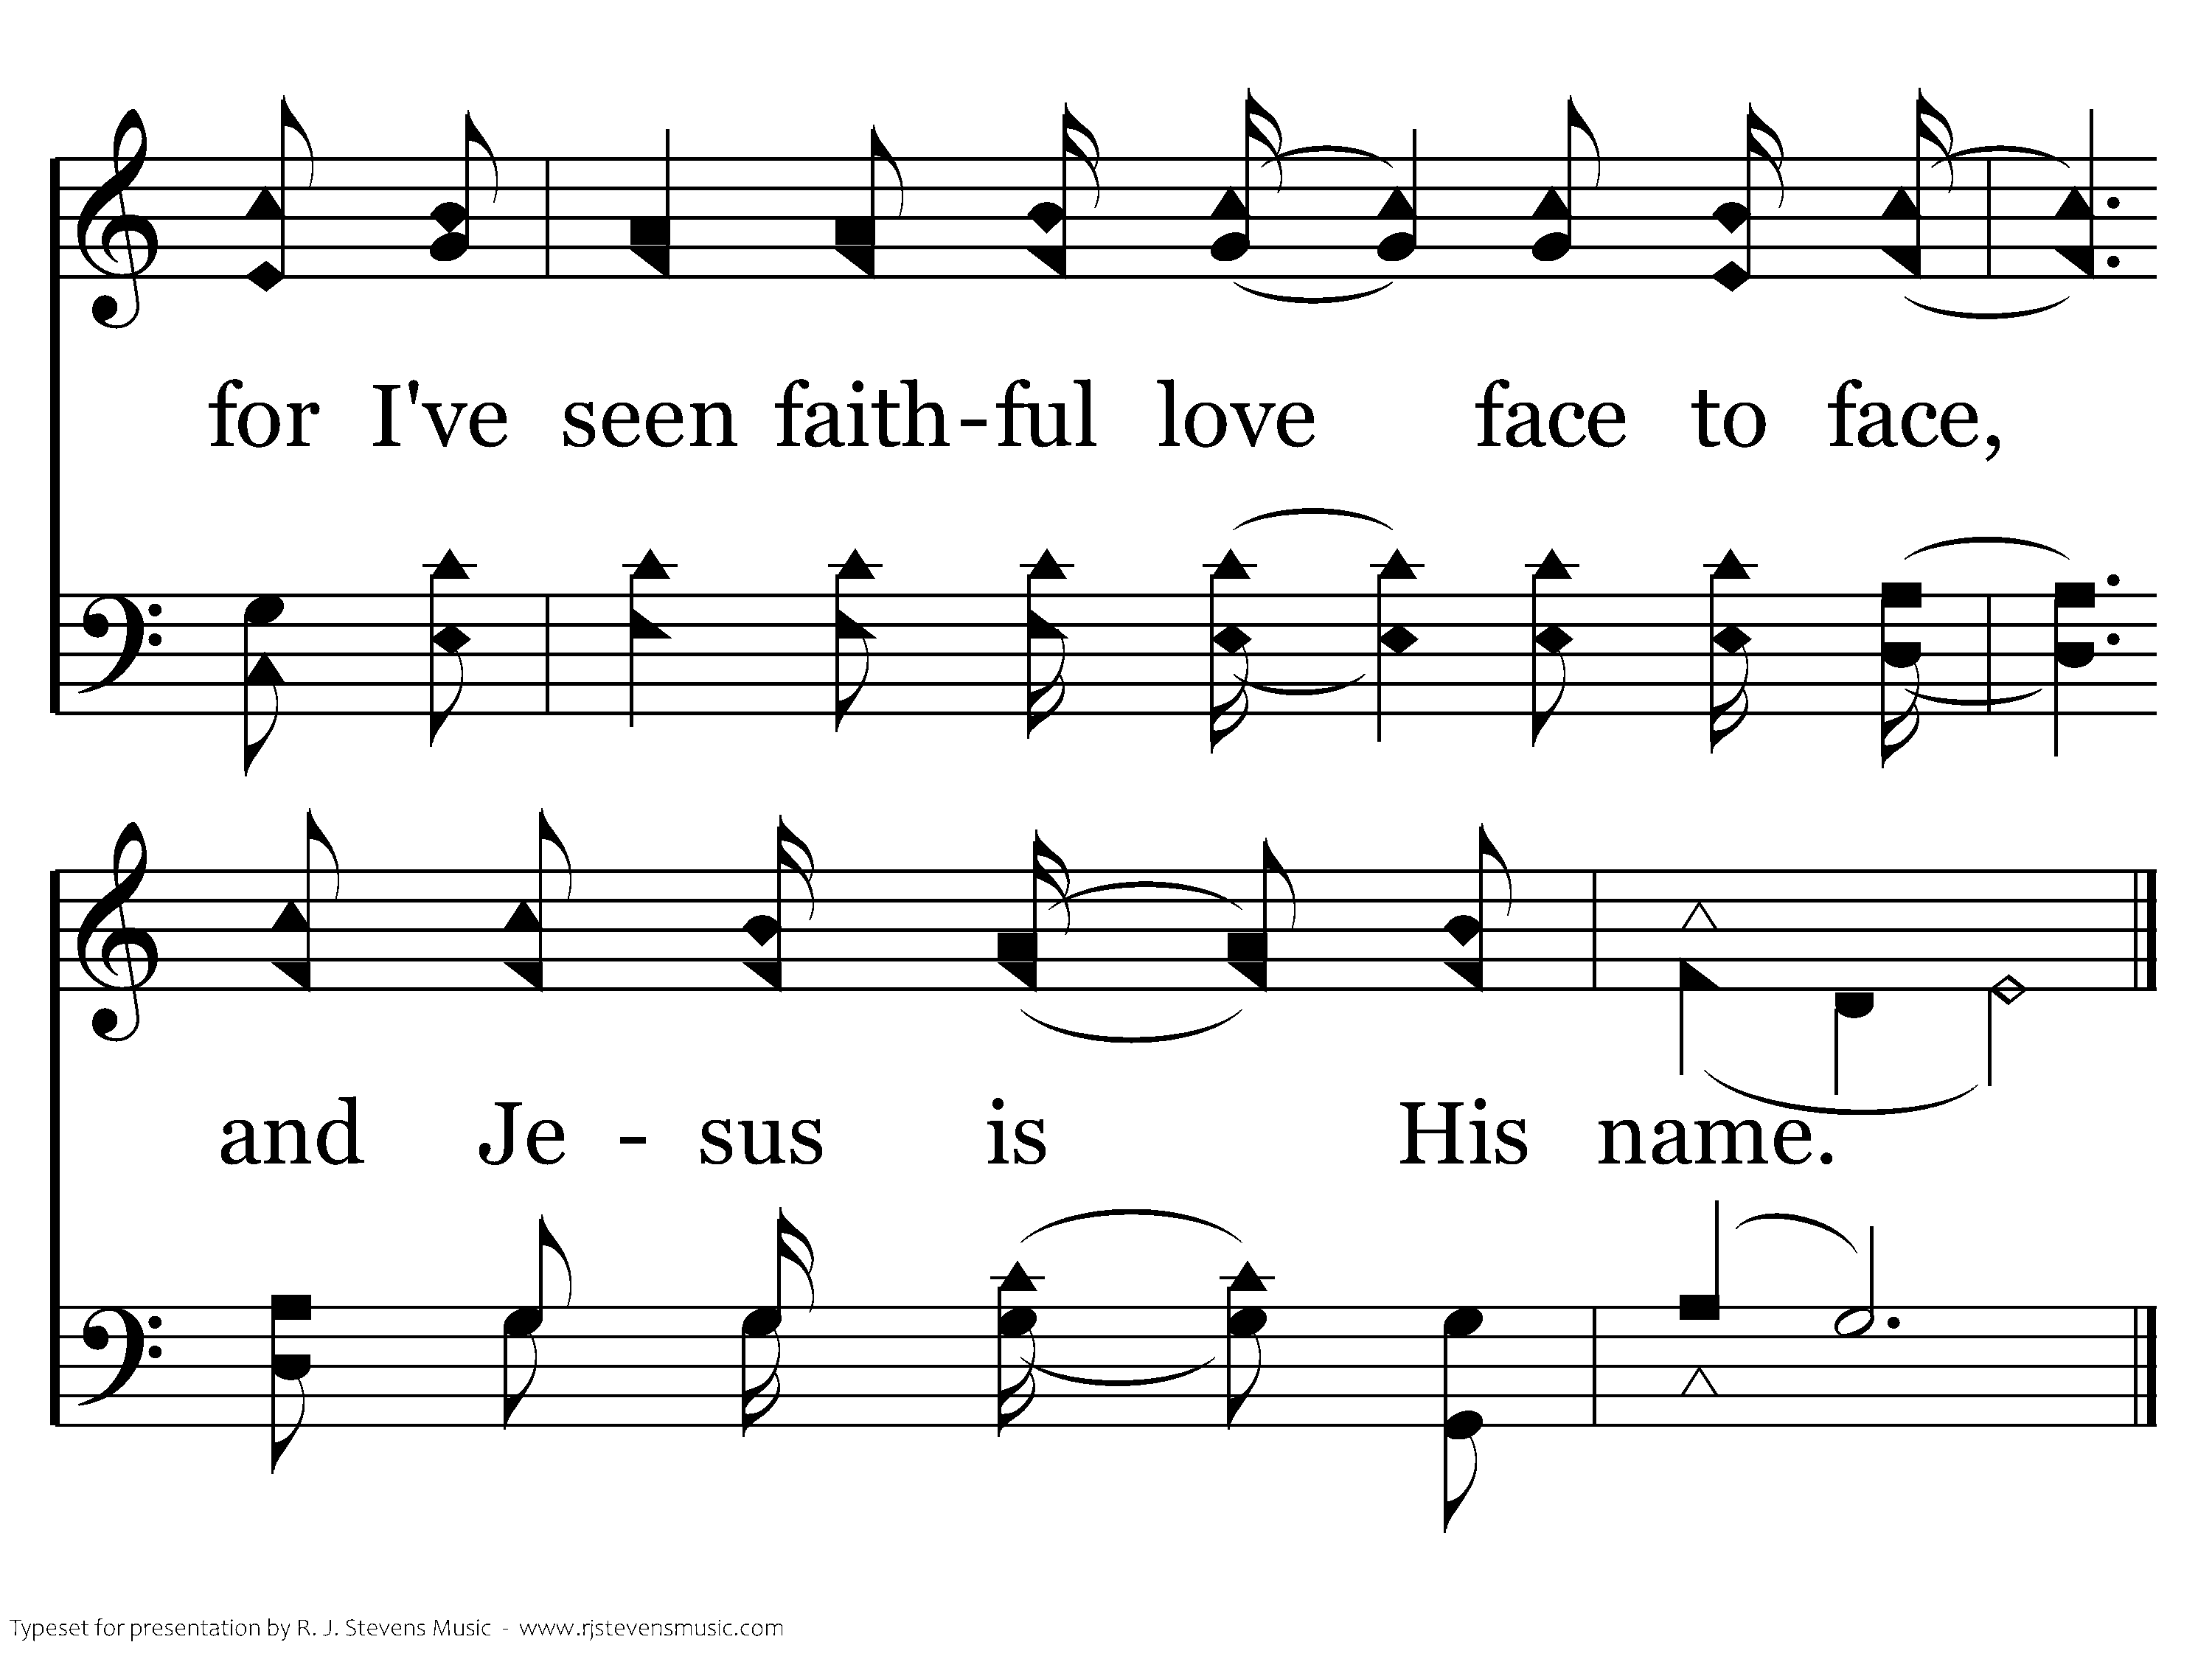 for I've seen faith-ful love face to face,
and Je - sus is His name.
Typeset for presentation by R. J. Stevens Music - www.rjstevensmusic.com